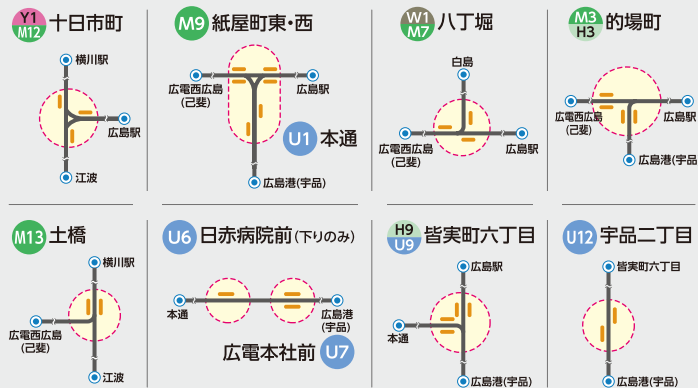 Y1
M12
十日市町
横川駅
広島駅
江波
M9
紙屋町東・西
広電西広島
(己斐)
広島駅
U1
本通
広島港(宇品)
W1
M7
八丁堀
白島
広電西広島
(己斐)
広島駅
M3
H3
的場町
広電西広島
(己斐)
広島駅
広島港(宇品)
M13
土橋
横川駅
広電西広島
(己斐)
江波
U6
日赤病院前(下りのみ)
本通
広島港
(宇品)
広電本社前
U7
H9
U9
皆実町六丁目
広島駅
本通
広島港(宇品)
U12
宇品二丁目
皆実町六丁目
広島港(宇品)